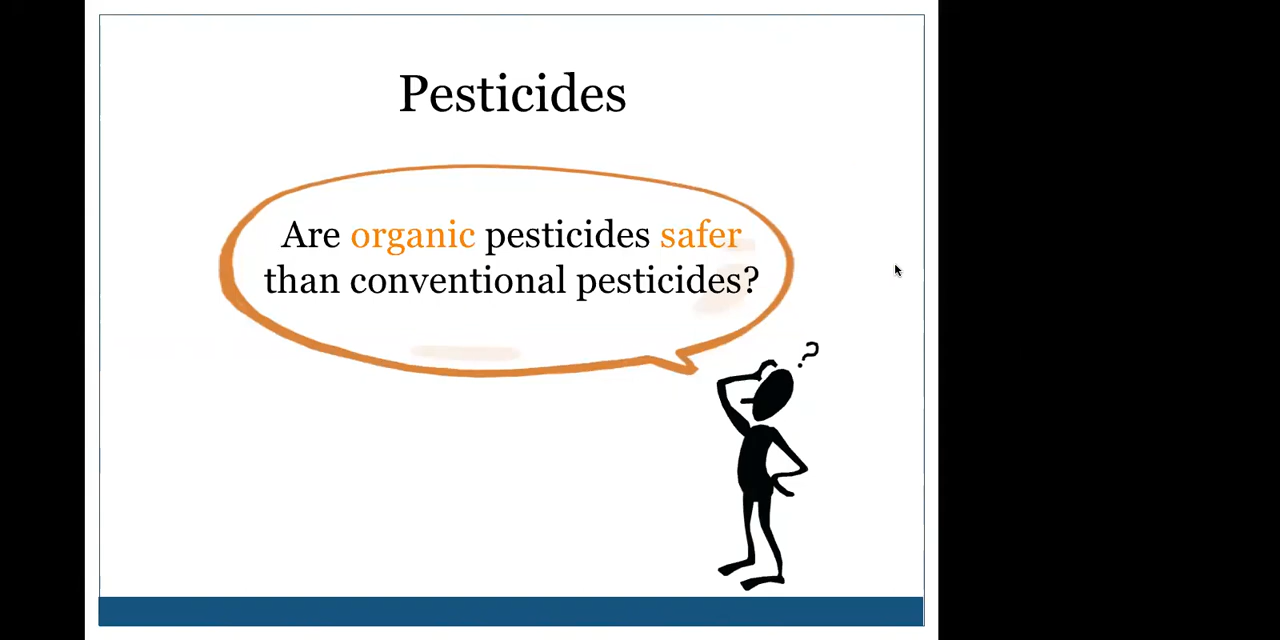 Pesticides
Are organic pesticides safer
than conventional pesticides?
?